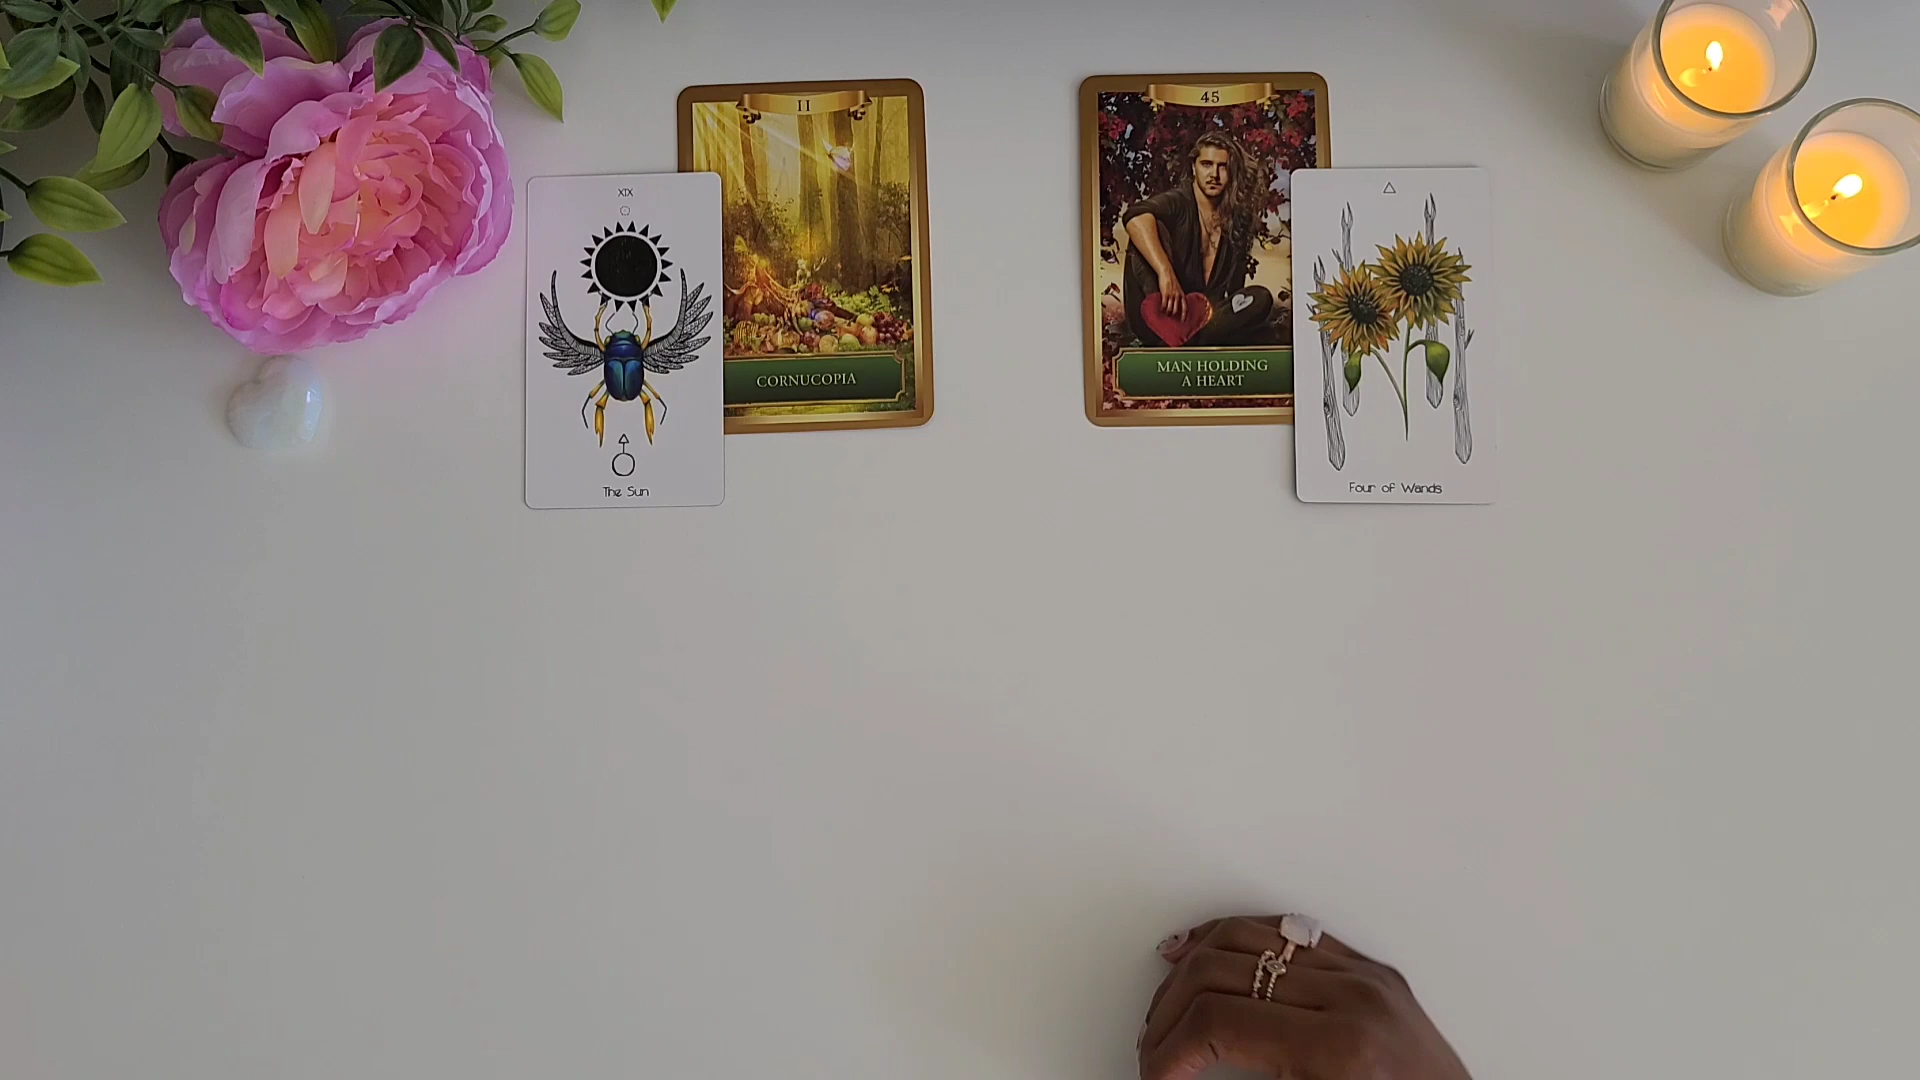 XIX
The Sun
II
CORNUCOPIA
45
MAN HOLDING
A HEART
Four of Wands